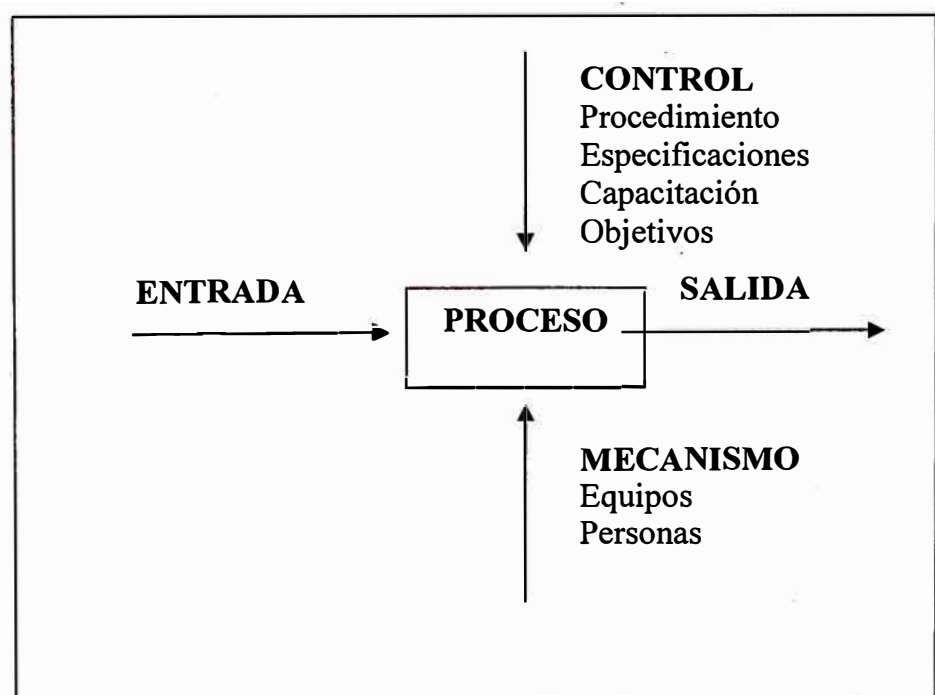 CONTROL
Procedimiento
Especificaciones
Capacitación
Objetivos
ENTRADA
PROCESO
SALIDA
MECANISMO
Equipos
Personas